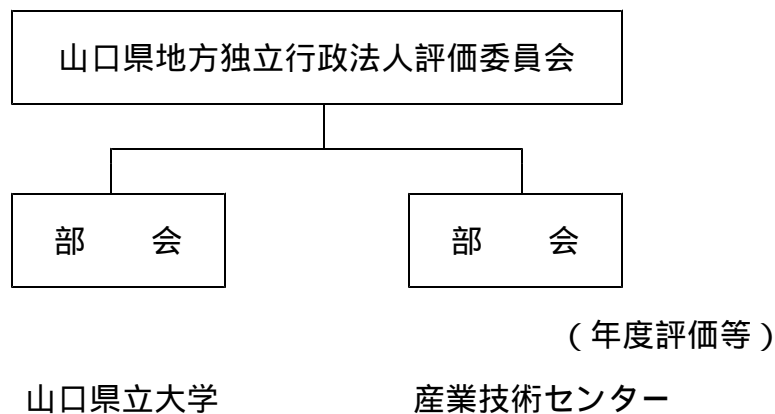 山口県地方独立行政法人評価委員会
部　会　部　会
（年度評価等）
山口県立大学　産業技術センター